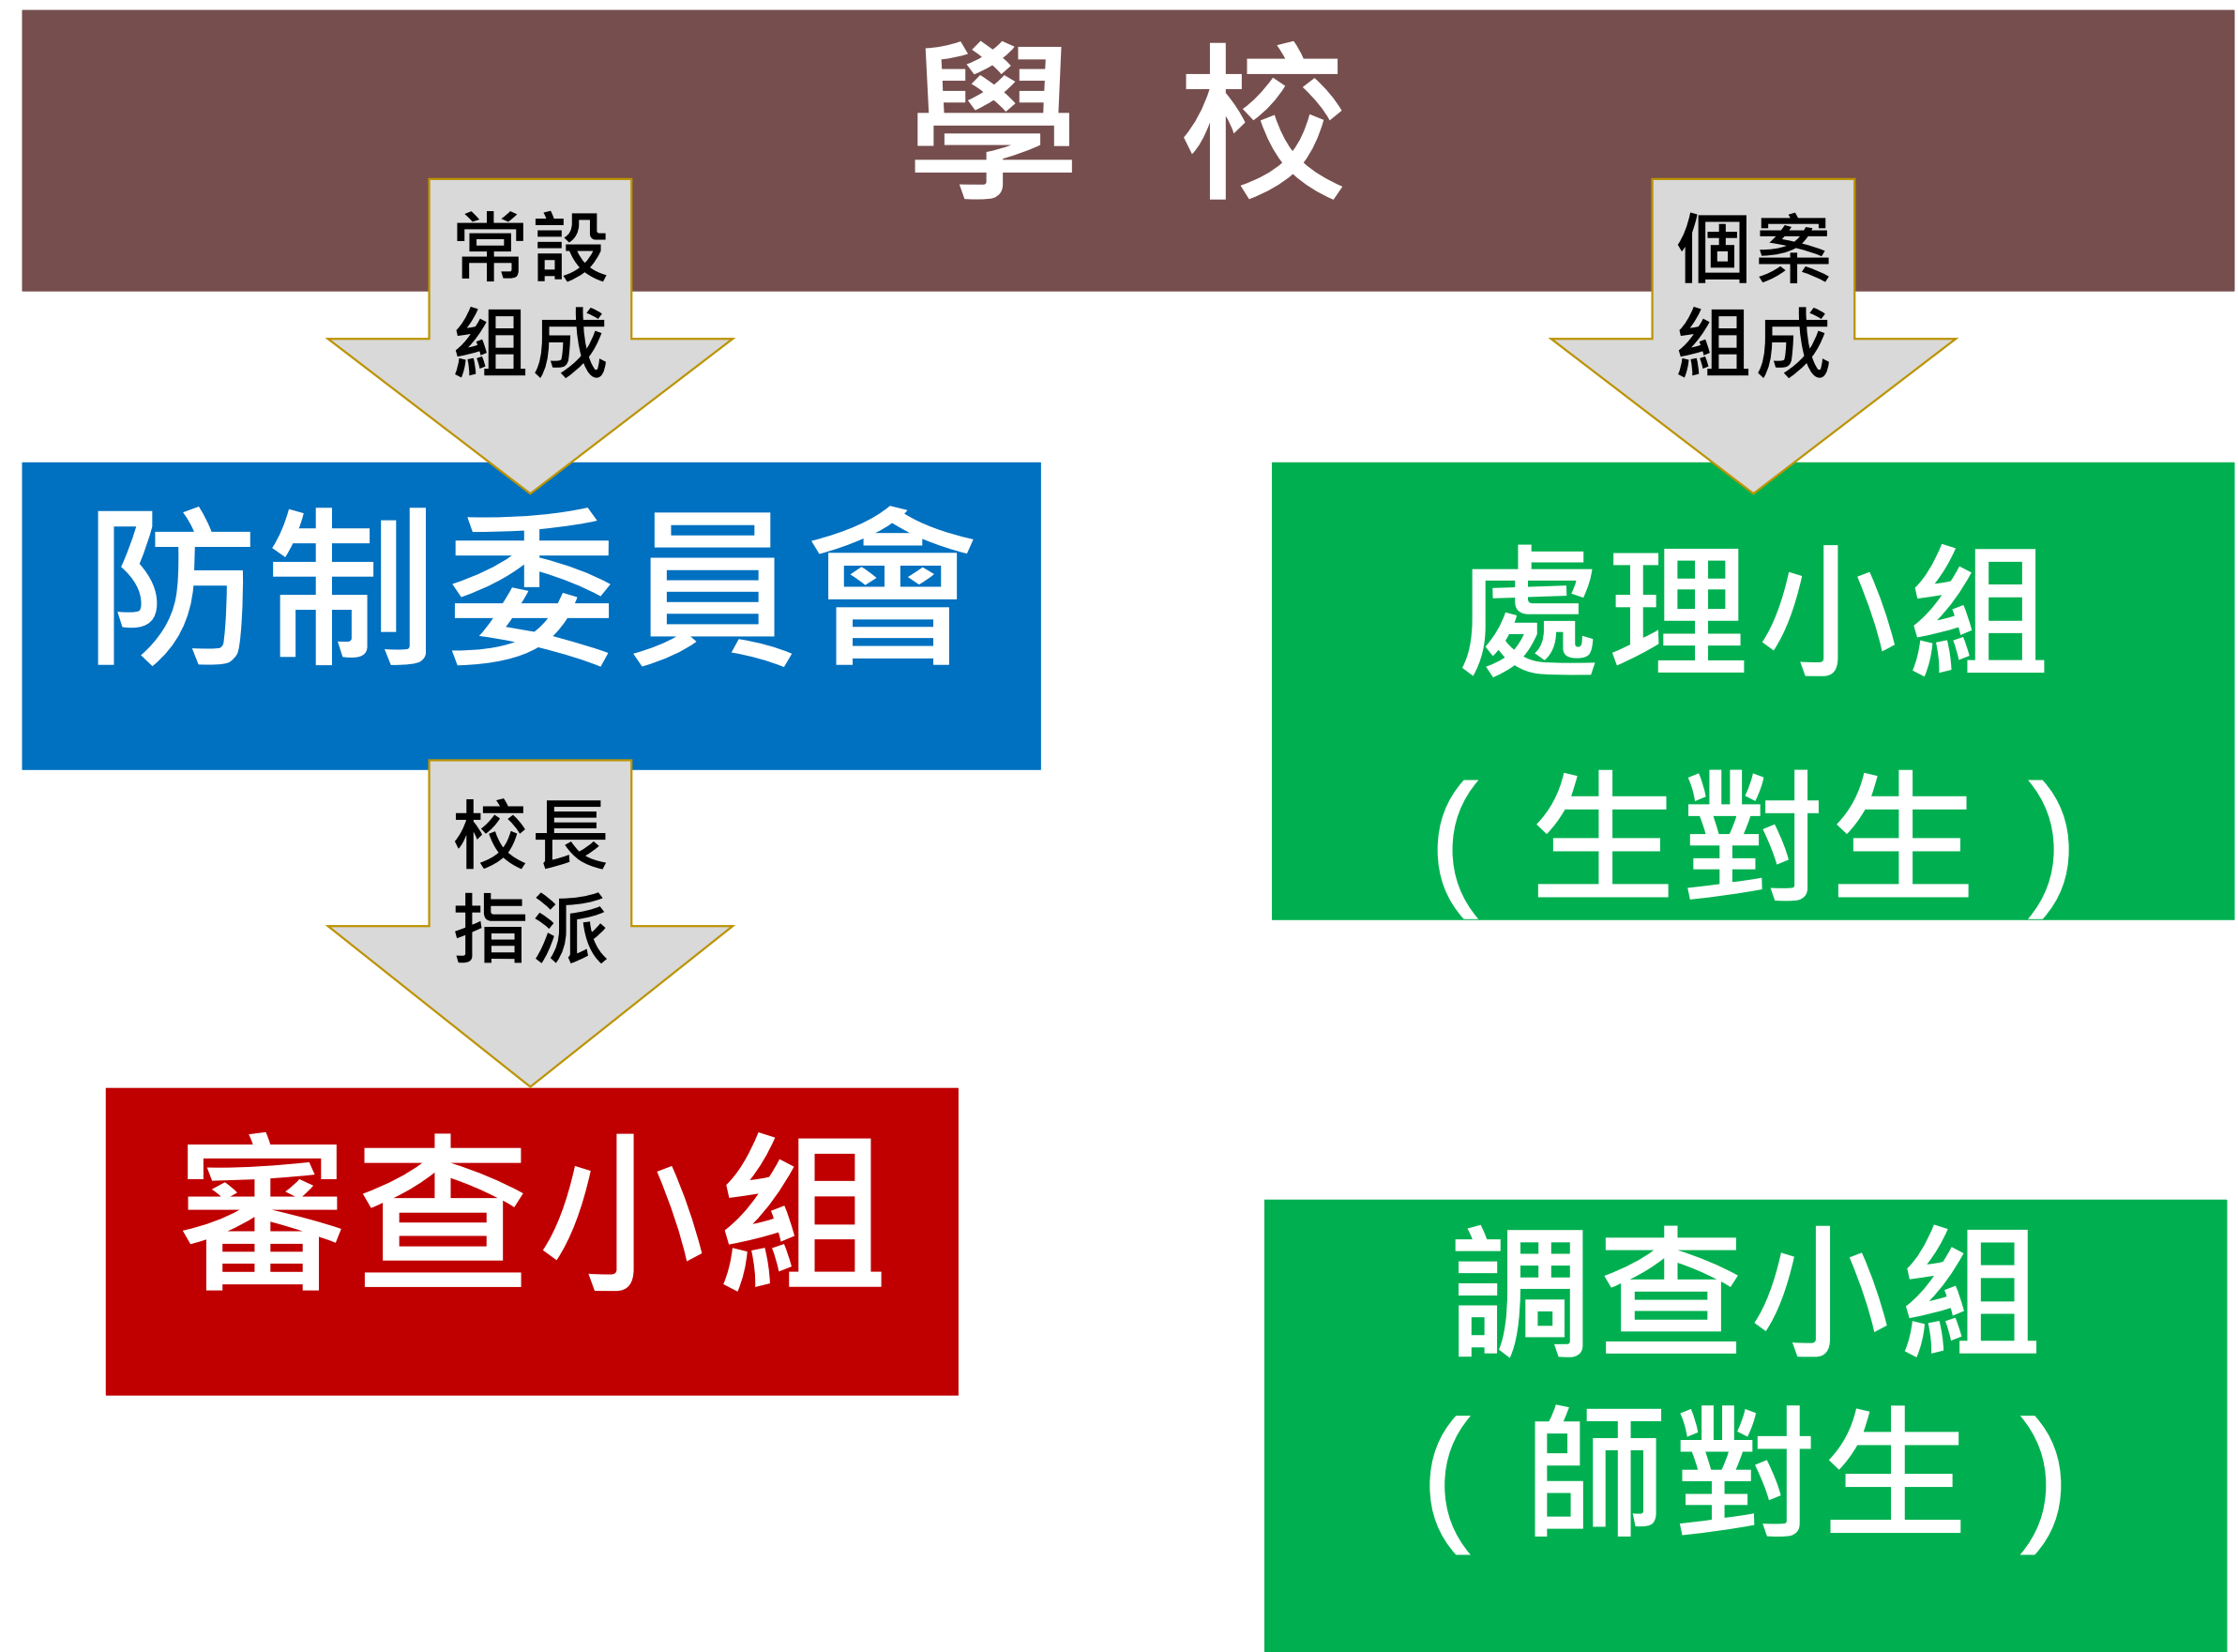 學 校
常設
組成
個案
組成
防制委員會
處理小組
(生對生)
校長
指派
審查小組
調查小組
(師對生)